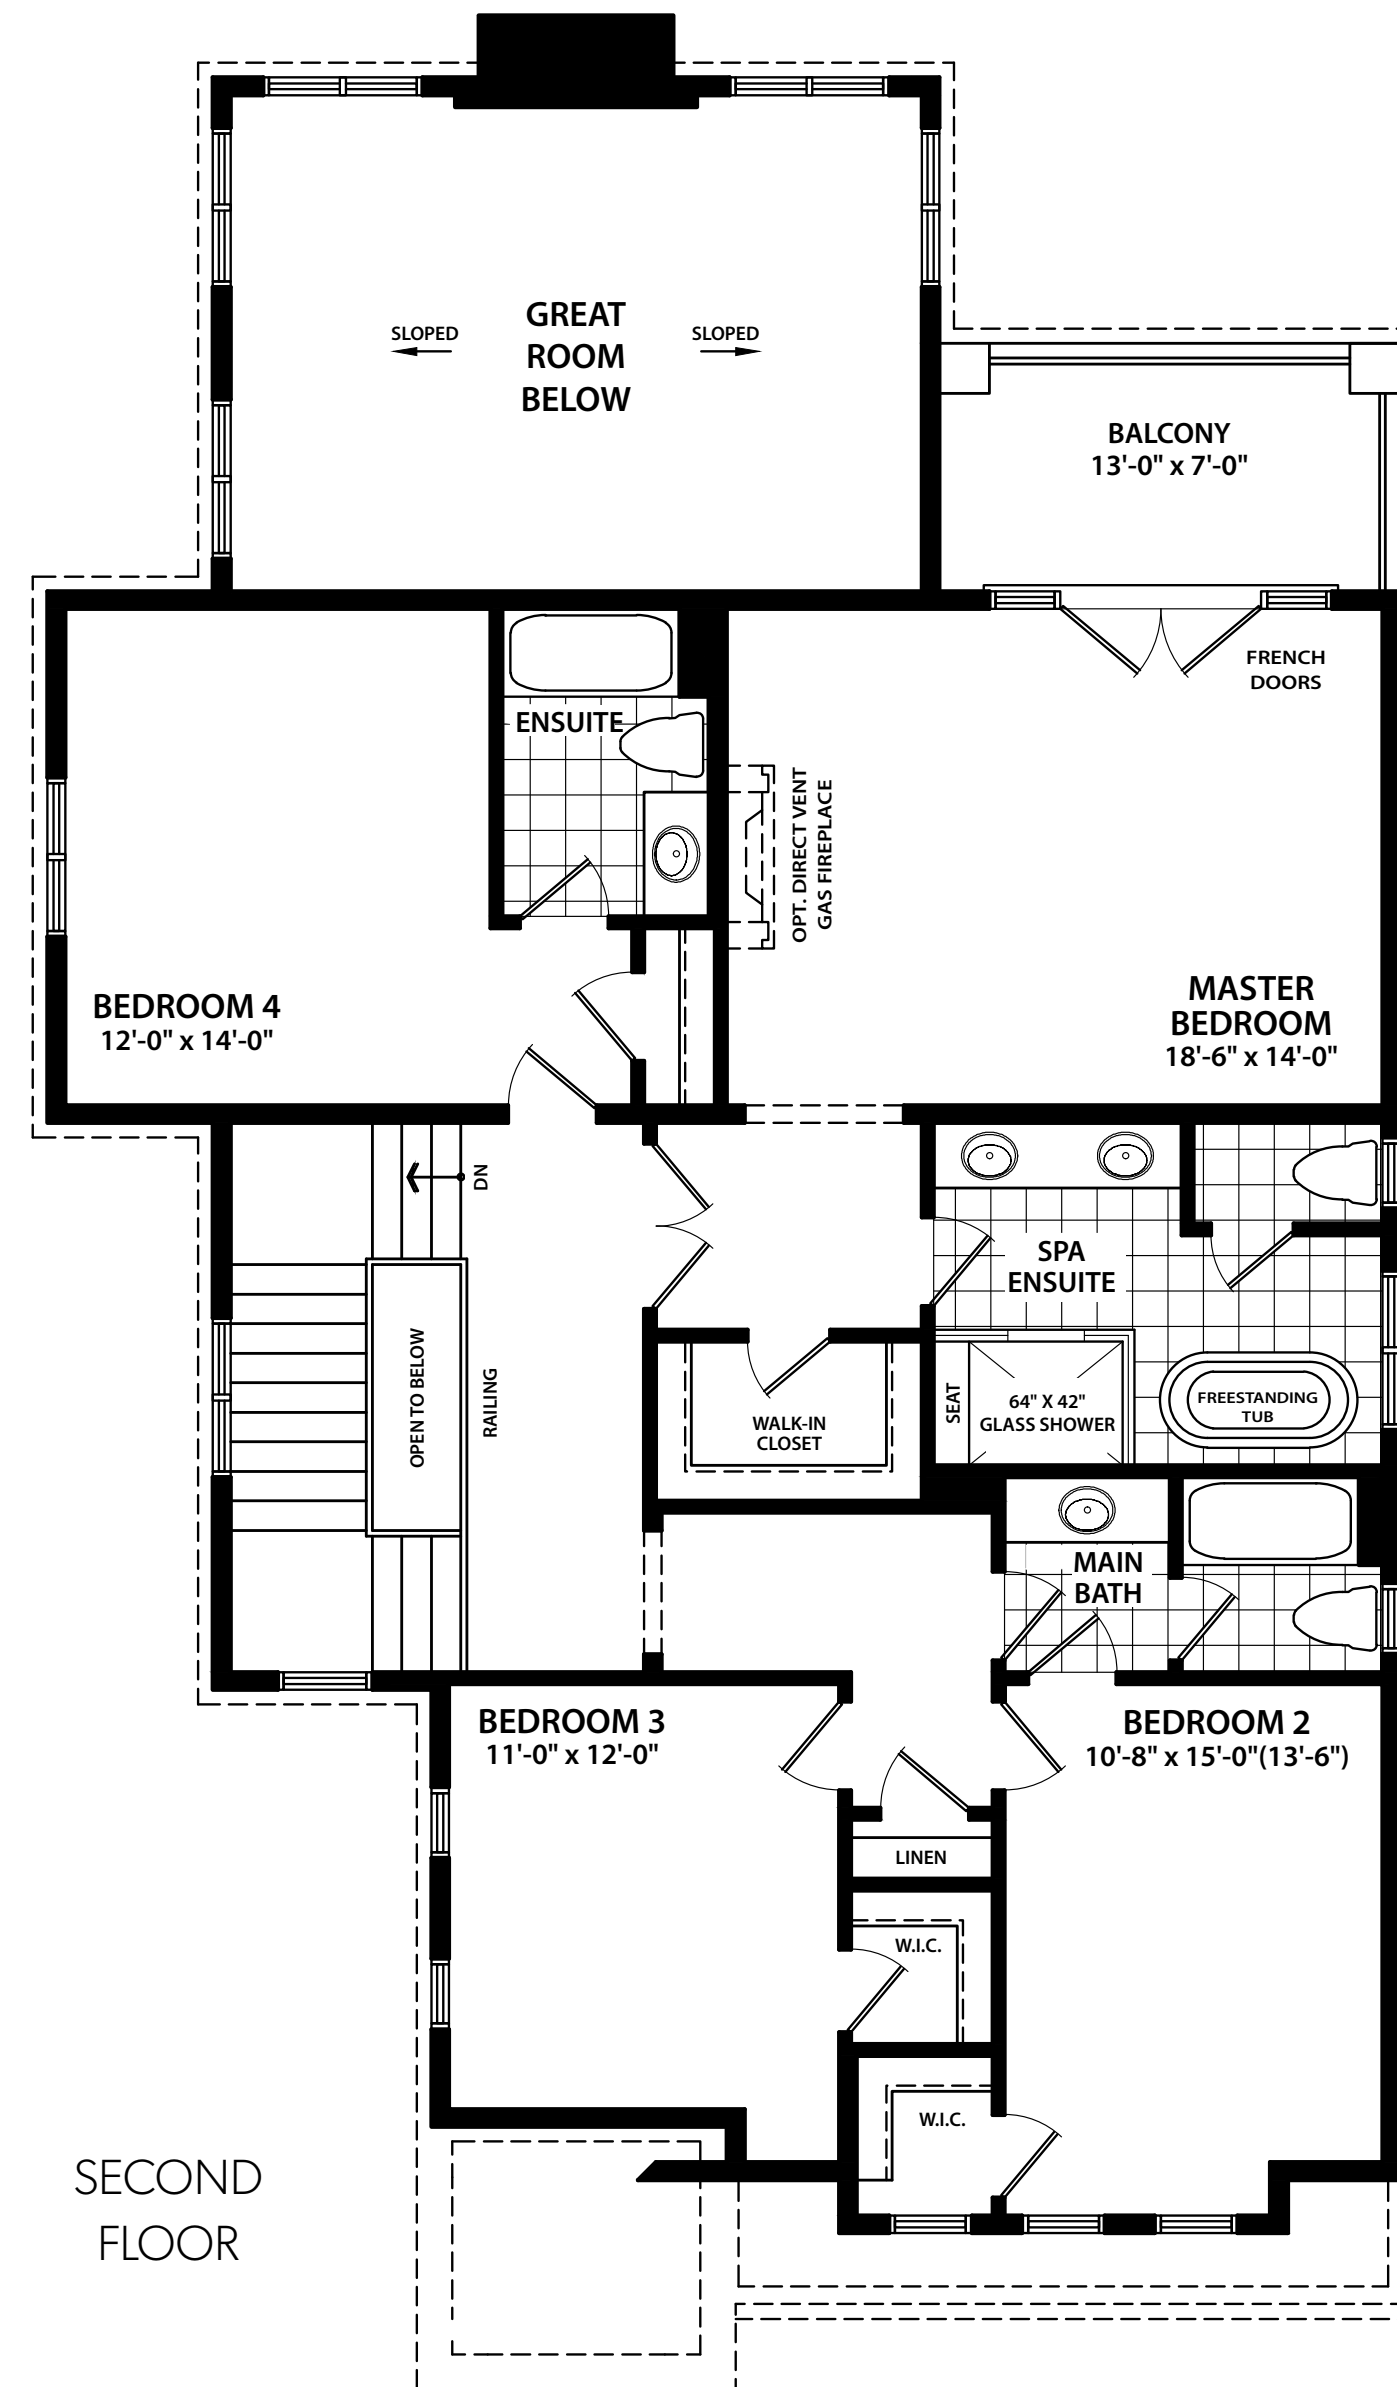 SLOPED
GREAT
ROOM
BELOW
SLOPED
BALCONY
13'-0" x 7'-0"
FRENCH
DOORS
ENSUITE
OPT. DIRECT VENT
GAS FIREPLACE
BEDROOM 4
12'-0" x 14'-0"
MASTER
BEDROOM
18'-6" x 14'-0"
DN
SPA
ENSUITE
OPEN TO BELOW
RAILING
WALK-IN
CLOSET
SEAT
64" X 42"
GLASS SHOWER
FREESTANDING
TUB
MAIN
BATH
BEDROOM 3
11'-0" x 12'-0"
BEDROOM 2
10'-8" x 15'-0"(13'-6")
LINEN
W.I.C.
W.I.C.
SECOND
FLOOR